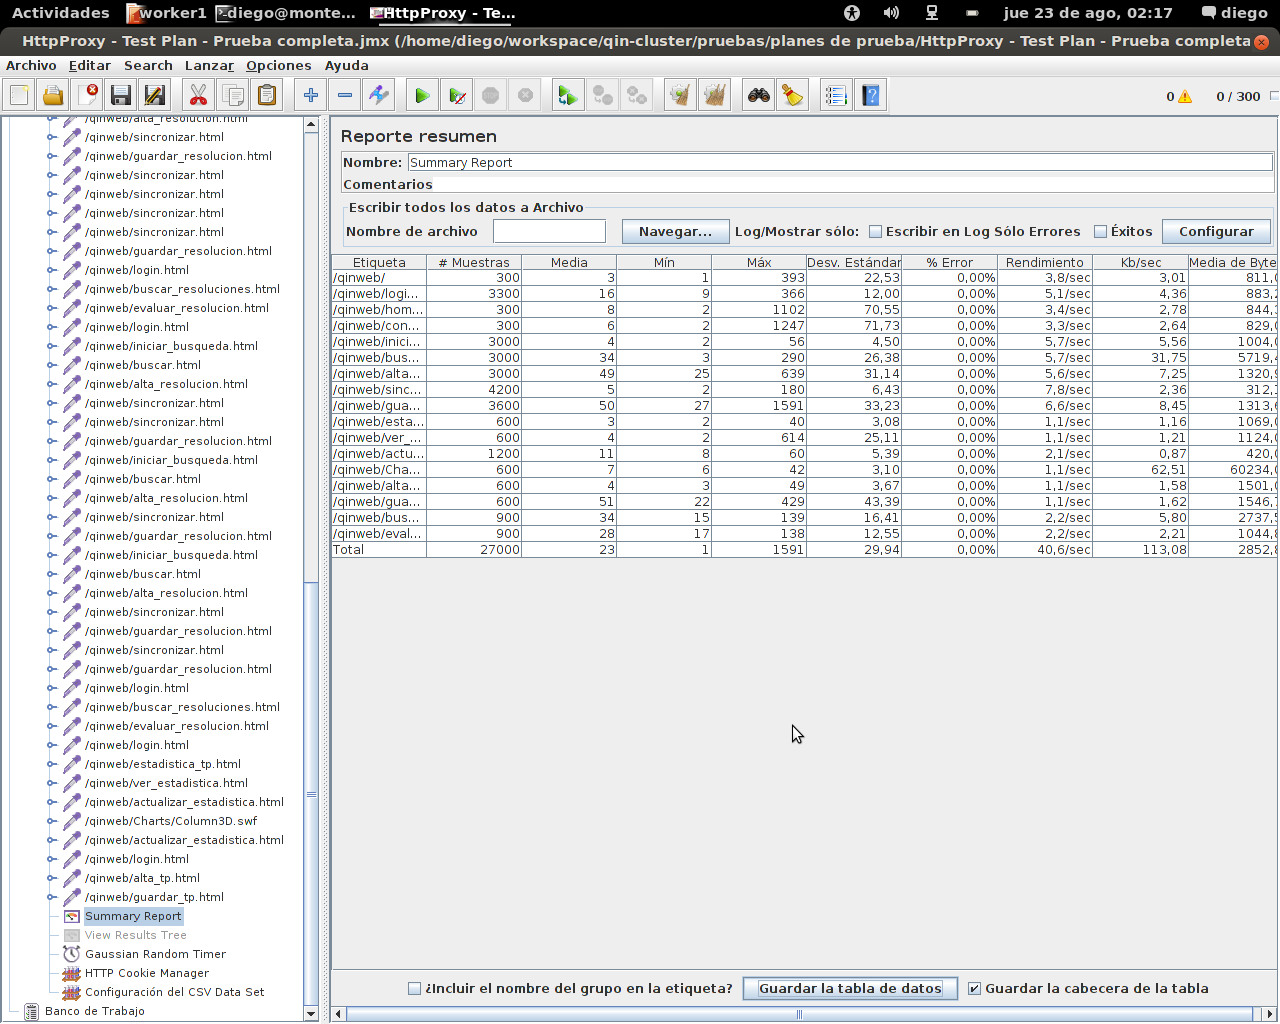 Actividades worker1 diego@monte... HttpProxy - Te... jue 23 de ago, 02:17 diego
HttpProxy - Test Plan - Prueba completa.jmx (/home/diego/workspace/qin-cluster/pruebas/planes de prueba/HttpProxy - Test Plan - Prueba completa
Archivo Editar Search Lanzar Opciones Ayuda
0 0 / 300
/qinweb/alta_resolucion.html
/qinweb/sincronizar.html
/qinweb/guardar_resolucion.html
/qinweb/sincronizar.html
/qinweb/sincronizar.html
/qinweb/sincronizar.html
/qinweb/sincronizar.html
/qinweb/guardar_resolucion.html
/qinweb/login.html
/qinweb/buscar_resoluciones.html
/qinweb/evaluar_resolucion.html
/qinweb/login.html
/qinweb/iniciar_busqueda.html
/qinweb/buscar.html
/qinweb/alta_resolucion.html
/qinweb/sincronizar.html
/qinweb/sincronizar.html
/qinweb/guardar_resolucion.html
/qinweb/iniciar_busqueda.html
/qinweb/buscar.html
/qinweb/alta_resolucion.html
/qinweb/sincronizar.html
/qinweb/guardar_resolucion.html
/qinweb/iniciar_busqueda.html
/qinweb/buscar.html
/qinweb/alta_resolucion.html
/qinweb/sincronizar.html
/qinweb/guardar_resolucion.html
/qinweb/sincronizar.html
/qinweb/guardar_resolucion.html
/qinweb/login.html
/qinweb/buscar_resoluciones.html
/qinweb/evaluar_resolucion.html
/qinweb/login.html
/qinweb/estadistica_tp.html
/qinweb/ver_estadistica.html
/qinweb/actualizar_estadistica.html
/qinweb/Charts/Column3D.swf
/qinweb/actualizar_estadistica.html
/qinweb/login.html
/qinweb/alta_tp.html
/qinweb/guardar_tp.html
Summary Report
View Results Tree
Gaussian Random Timer
HTTP Cookie Manager
Configuración del CSV Data Set
Banco de Trabajo
Reporte resumen
Nombre: Summary Report
Comentarios
Escribir todos los datos a Archivo
Nombre de archivo Navegar... Log/Mostrar sólo: Escribir en Log Sólo Errores Éxitos Configurar
Etiqueta # Muestras Media Mín Máx Desv. Estándar % Error Rendimiento Kb/sec Media de Byte
/qinweb/ 300 3 1 393 22,53 0,00% 3,8/sec 3,01 811,
/qinweb/logi... 3300 16 9 366 12,00 0,00% 5,1/sec 4,36 883,
/qinweb/hom... 300 8 2 1102 70,55 0,00% 3,4/sec 2,78 844,
/qinweb/con... 300 6 2 1247 71,73 0,00% 3,3/sec 2,64 829,
/qinweb/inici... 3000 4 2 56 4,50 0,00% 5,7/sec 5,56 1004,
/qinweb/bus... 3000 34 3 290 26,38 0,00% 5,7/sec 31,75 5719,
/qinweb/alta... 3000 49 25 639 31,14 0,00% 5,6/sec 7,25 1320,
/qinweb/sinc... 4200 5 2 180 6,43 0,00% 7,8/sec 2,36 312,
/qinweb/gua... 3600 50 27 1591 33,23 0,00% 6,6/sec 8,45 1313,
/qinweb/esta... 600 3 2 40 3,08 0,00% 1,1/sec 1,16 1069,
/qinweb/ver_... 600 4 2 614 25,11 0,00% 1,1/sec 1,21 1124,
/qinweb/actu... 1200 11 8 60 5,39 0,00% 2,1/sec 0,87 420,
/qinweb/Cha... 600 7 6 42 3,10 0,00% 1,1/sec 62,51 60234,
/qinweb/alta... 600 4 3 49 3,67 0,00% 1,1/sec 1,58 1501,
/qinweb/gua... 600 51 22 429 43,39 0,00% 1,1/sec 1,62 1546,
/qinweb/bus... 900 34 15 139 16,41 0,00% 2,2/sec 5,80 2737,
/qinweb/eval... 900 28 17 138 12,55 0,00% 2,2/sec 2,21 1044,
Total 27000 23 1 1591 29,94 0,00% 40,6/sec 113,08 2852,
¿Incluir el nombre del grupo en la etiqueta? Guardar la tabla de datos Guardar la cabecera de la tabla